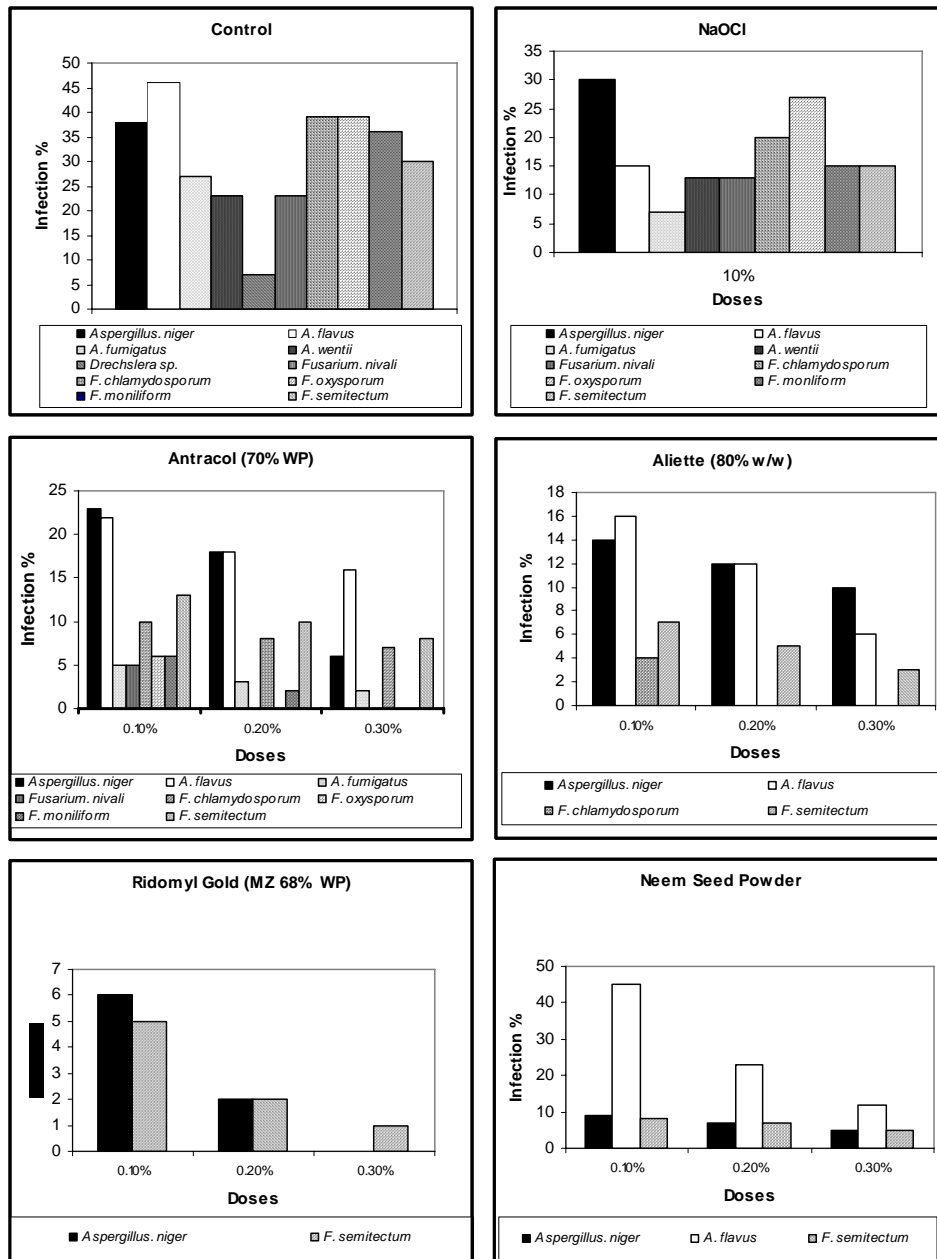 Control
50
45
40
35
30
25
20
15
10
5
0
Infection %
Aspergillus. niger A. flavus
A. fumigatus A. wentii
Drechslera sp. Fusarium. nivali
F. chlamydosporum F. oxysporum
F. moniliform F. semitectum
NaOCl
35
30
25
20
15
10
5
0
Infection %
10%
Doses
Aspergillus. niger A. flavus
A. fumigatus A. wentii
Fusarium. nivali F. chlamydosporum
F. oxysporum F. moniliform
F. semitectum
Antracol (70% WP)
25
20
15
10
5
0
Infection %
0.10% 0.20% 0.30%
Doses
Aspergillus. niger A. flavus A. fumigatus
Fusarium. nivali F. chlamydosporum F. oxysporum
F. moniliform F. semitectum
Aliette (80% w/w)
18
16
14
12
10
8
6
4
2
0
Infection %
0.10% 0.20% 0.30%
Doses
Aspergillus. niger A. flavus
F. chlamydosporum F. semitectum
Ridomyl Gold (MZ 68% WP)
7
6
5
4
3
2
1
0
0.10% 0.20% 0.30%
Doses
Aspergillus. niger F. semitectum
Neem Seed Powder
50
40
30
20
10
0
Infection %
0.10% 0.20% 0.30%
Doses
Aspergillus. niger A. flavus F. semitectum